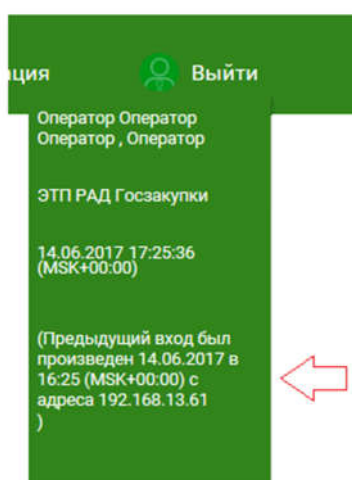 ция
Выйти
Оператор Оператор
Оператор , Оператор
ЭТП РАД Госзакупки
14.06.2017 17:25:36
(MSK+00:00)
(Предыдущий вход был
произведен 14.06.2017 в
16:25 (MSK+00:00) с
адреса 192.168.13.61
)